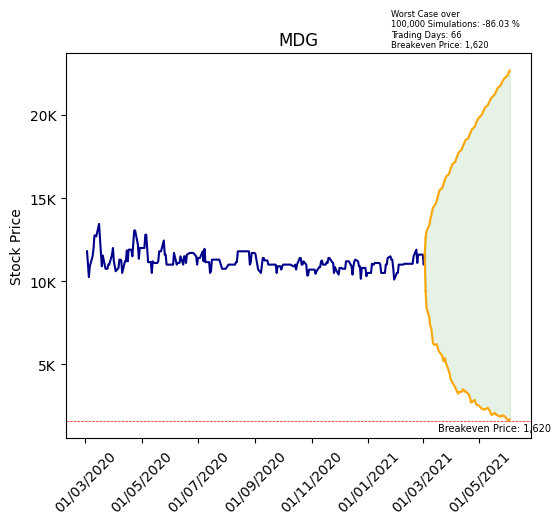 Worst Case over
100,000 Simulations: -86.03 %
Trading Days: 66
Breakeven Price: 1,620
MDG
Stock Price
20K
15K
10K
5K
Breakeven Price: 1,620
01/03/2020
01/05/2020
01/07/2020
01/09/2020
01/11/2020
01/01/2021
01/03/2021
01/05/2021